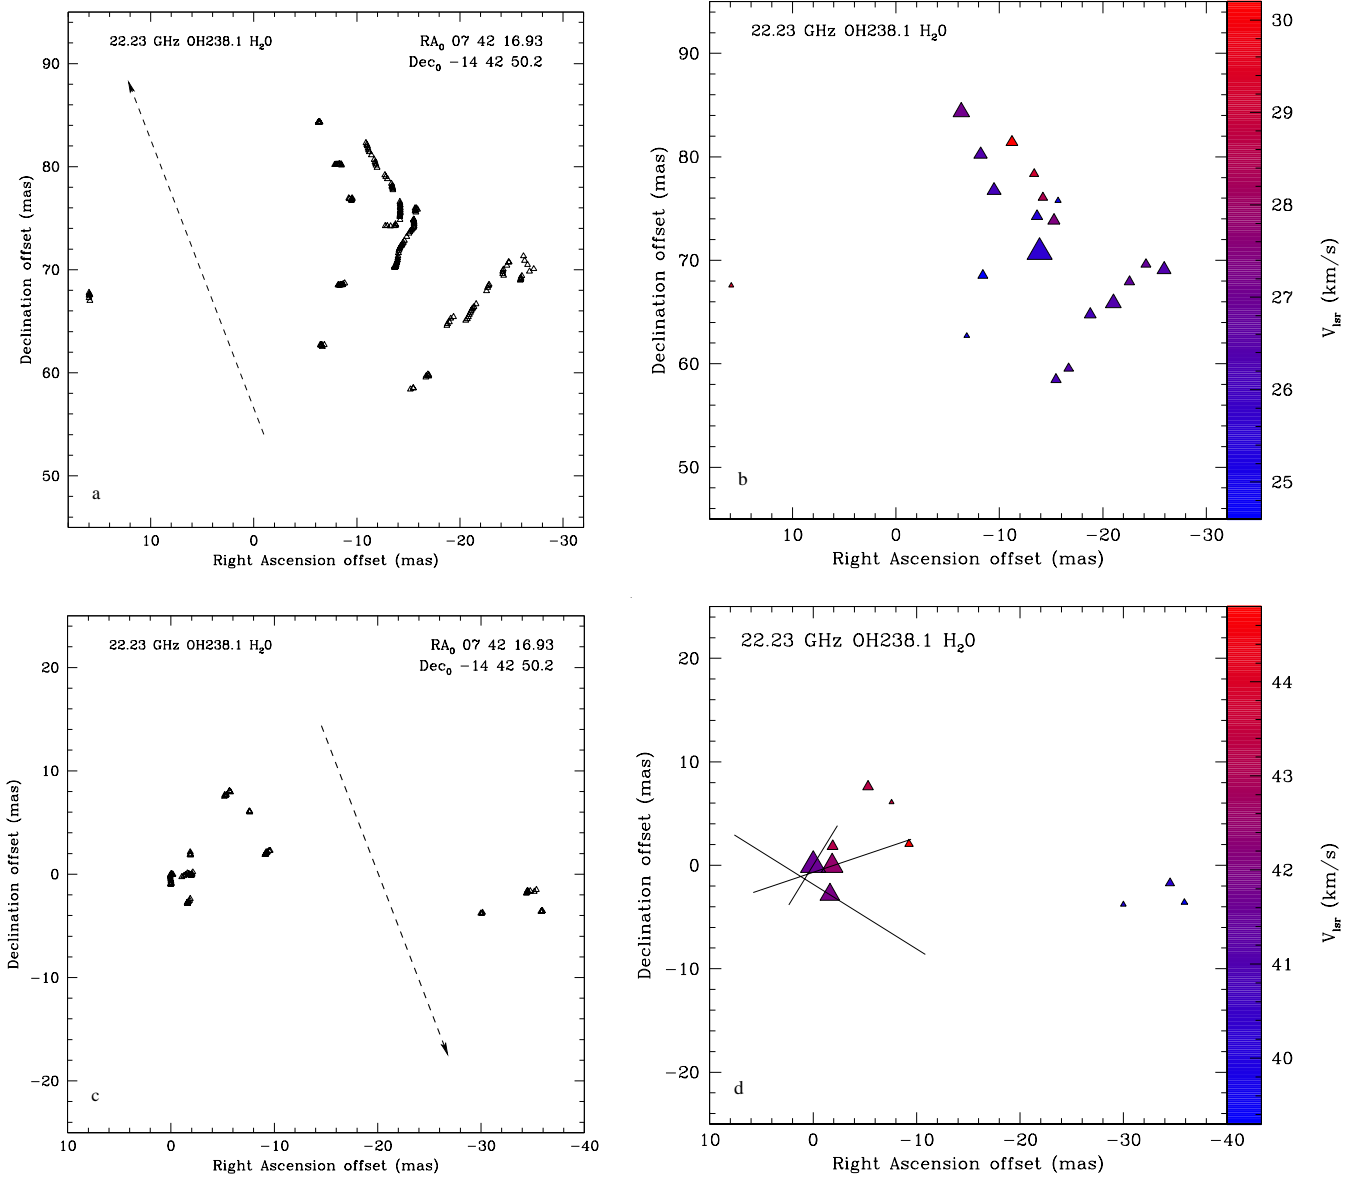 22.23 GHz OH238.1 H₂O
RA₀ 07 42 16.93
Dec₀ −14 42 50.2
90
80
70
60
50
Declination offset (mas)
a
10 0 −10 −20 −30
Right Ascension offset (mas)
22.23 GHz OH238.1 H₂O
90
80
70
60
50
Declination offset (mas)
b
10 0 −10 −20 −30
Right Ascension offset (mas)
30
29
28
27
26
25
V_lsr (km/s)
22.23 GHz OH238.1 H₂O
RA₀ 07 42 16.93
Dec₀ −14 42 50.2
20
10
0
−10
−20
Declination offset (mas)
c
10 0 −10 −20 −30 −40
Right Ascension offset (mas)
22.23 GHz OH238.1 H₂O
20
10
0
−10
−20
Declination offset (mas)
d
10 0 −10 −20 −30 −40
Right Ascension offset (mas)
44
43
42
41
40
V_lsr (km/s)